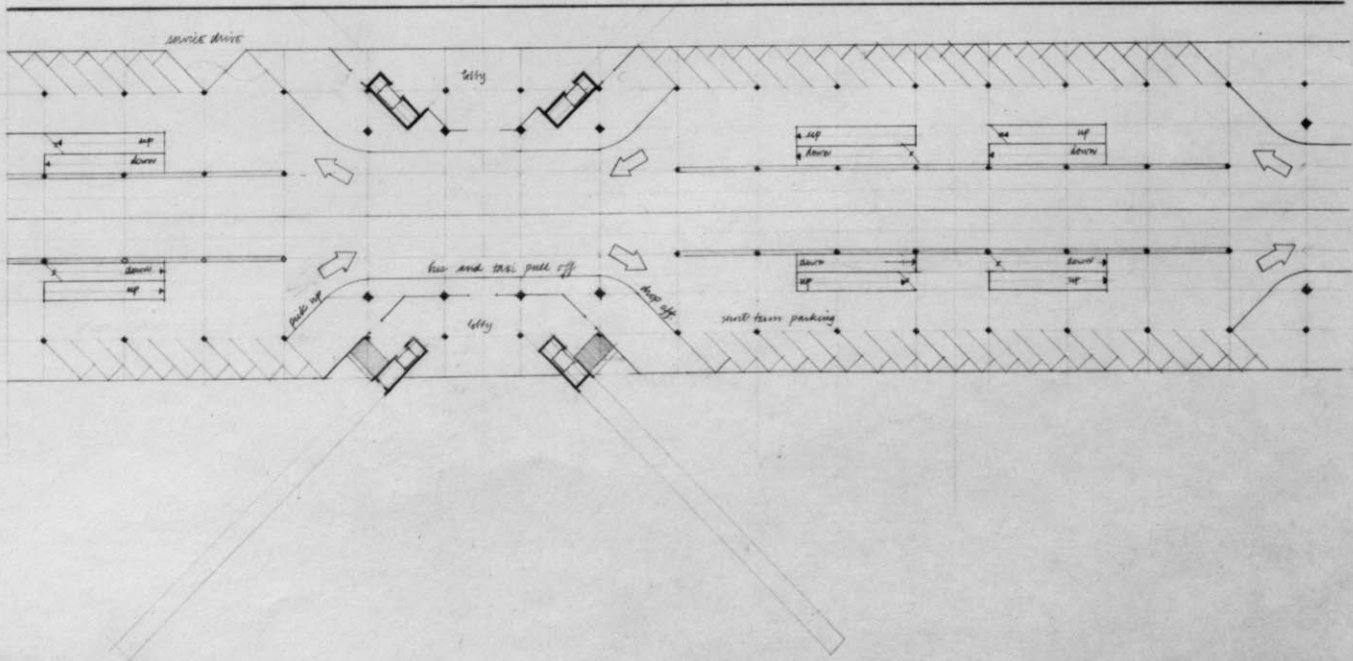 service drive
lobby
up
down
up
down
up
down
down
up
bus and taxi pull off
pick up
lobby
drop off
down
up
down
up
short term parking